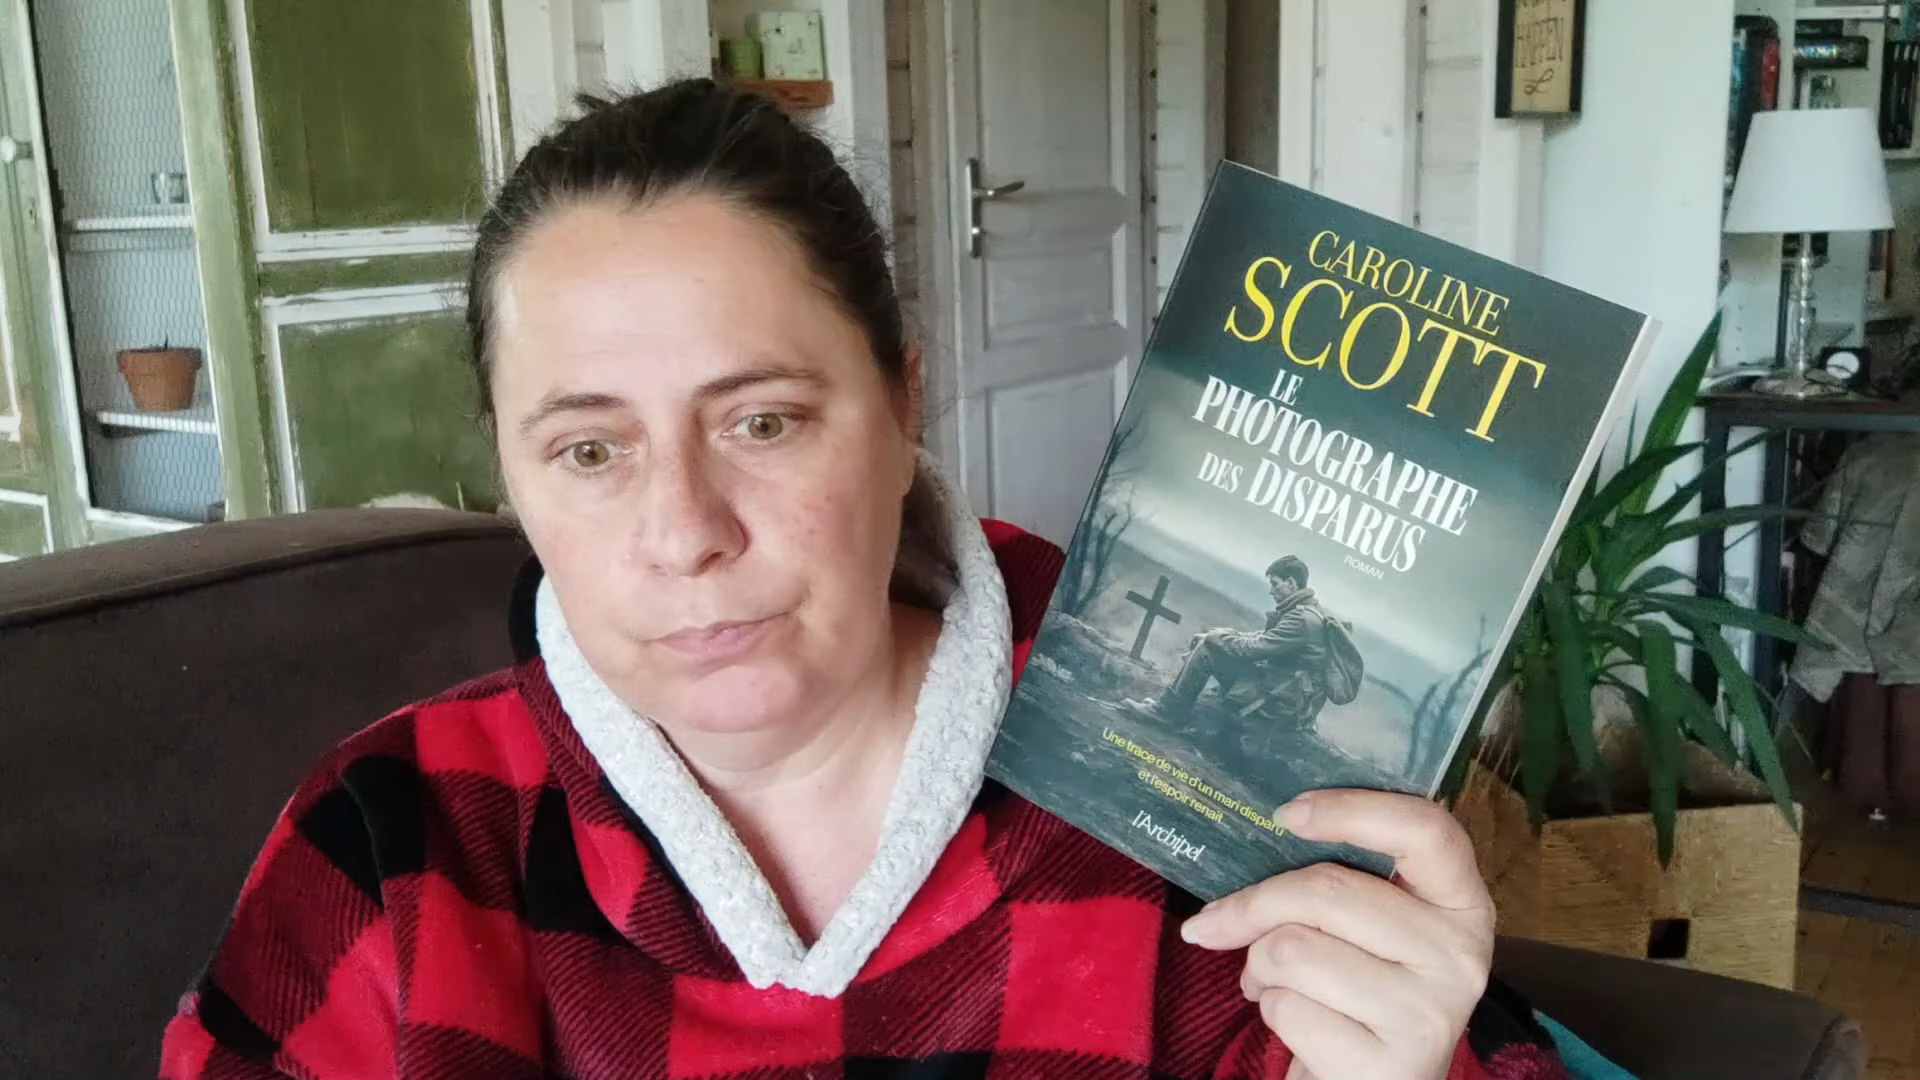 CAROLINE
SCOTT
LE
PHOTOGRAPHE
DES DISPARUS
ROMAN
Une trace de vie d'un mari disparu
et l'espoir renaît
l'Archipel